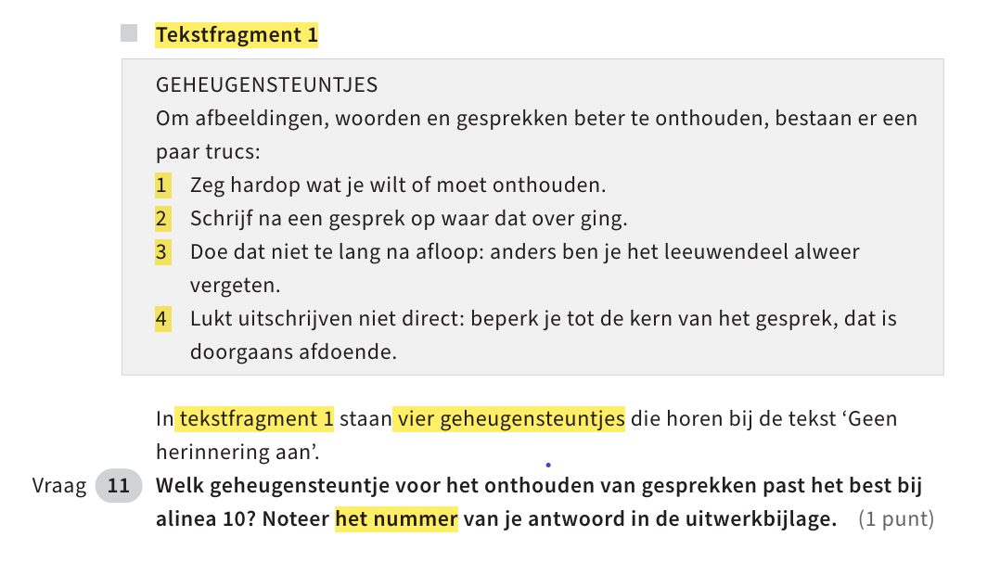 Tekstfragment 1
GEHEUGENSTEUNTJES
Om afbeeldingen, woorden en gesprekken beter te onthouden, bestaan er een
paar trucs:
1 Zeg hardop wat je wilt of moet onthouden.
2 Schrijf na een gesprek op waar dat over ging.
3 Doe dat niet te lang na afloop: anders ben je het leeuwendeel alweer
vergeten.
4 Lukt uitschrijven niet direct: beperk je tot de kern van het gesprek, dat is
doorgaans afdoende.
In tekstfragment 1 staan vier geheugensteuntjes die horen bij de tekst ‘Geen
herinnering aan’.
Vraag 11 Welk geheugensteuntje voor het onthouden van gesprekken past het best bij
alinea 10? Noteer het nummer van je antwoord in de uitwerkbijlage. (1 punt)